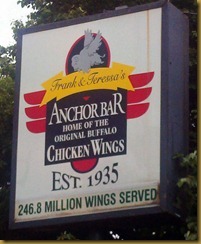 Frank & Teressa's
ANCHOR BAR
HOME OF THE
ORIGINAL BUFFALO
CHICKEN WINGS
EST. 1935
246.8 MILLION WINGS SERVED